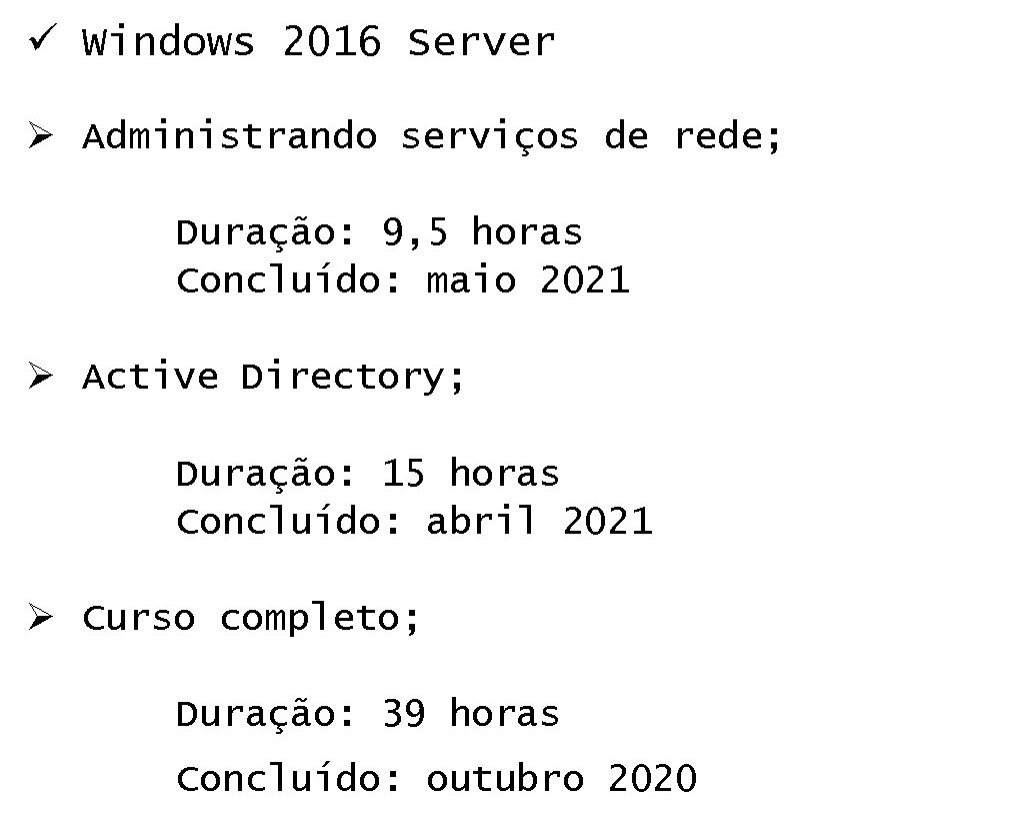 ✓ Windows 2016 Server
➢ Administrando serviços de rede;
Duração: 9,5 horas
Concluído: maio 2021
➢ Active Directory;
Duração: 15 horas
Concluído: abril 2021
➢ Curso completo;
Duração: 39 horas
Concluído: outubro 2020